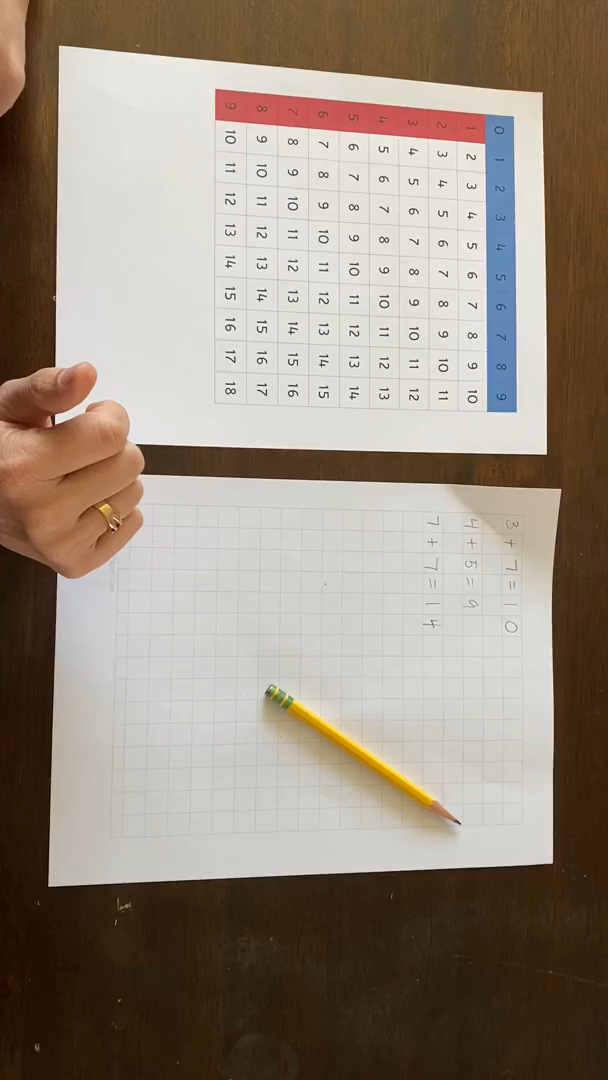 0 1 2 3 4 5 6 7 8 9
1 2 3 4 5 6 7 8 9 10
2 3 4 5 6 7 8 9 10 11
3 4 5 6 7 8 9 10 11 12
4 5 6 7 8 9 10 11 12 13
5 6 7 8 9 10 11 12 13 14
6 7 8 9 10 11 12 13 14 15
7 8 9 10 11 12 13 14 15 16
8 9 10 11 12 13 14 15 16 17
9 10 11 12 13 14 15 16 17 18
3 + 7 = 10
4 + 5 = 9
7 + 7 = 14